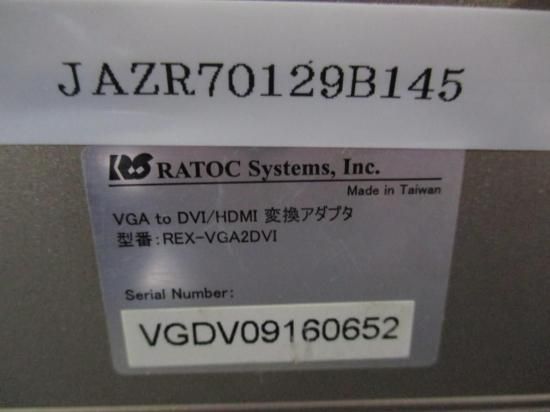 JAZR70129B145
RATOC Systems, Inc.
Made in Taiwan
VGA to DVI/HDMI 変換アダプタ
型番:REX-VGA2DVI
Serial Number:
VGDV09160652